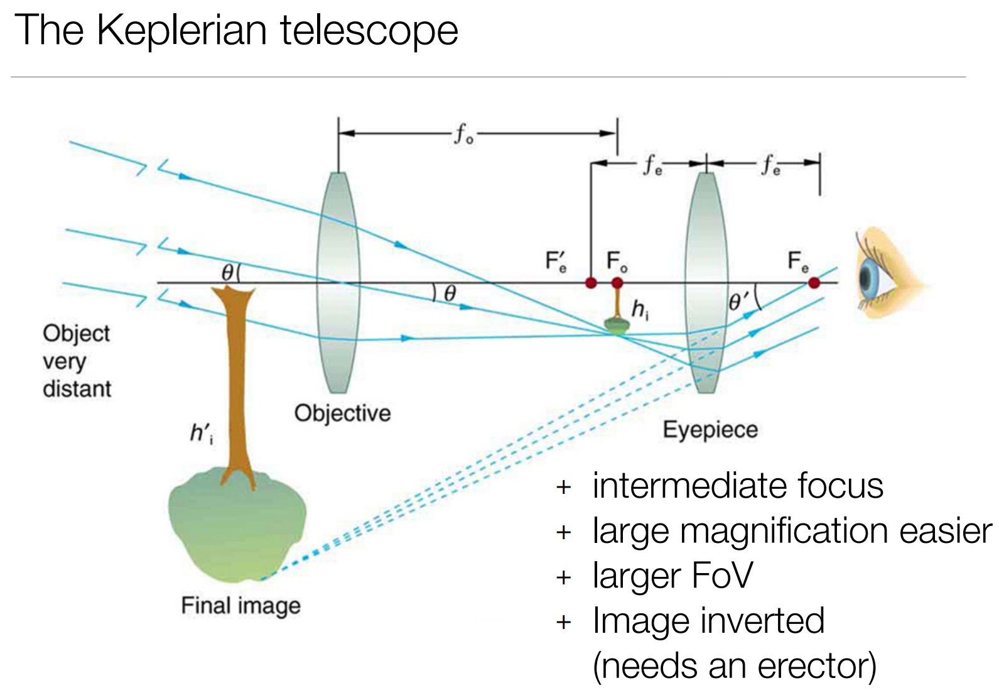 The Keplerian telescope
fₒ
fₑ
fₑ
F′ₑ
Fₒ
Fₑ
θ
θ
θ′
hᵢ
Object
very
distant
Objective
h′ᵢ
Eyepiece
Final image
+ intermediate focus
+ large magnification easier
+ larger FoV
+ Image inverted
(needs an erector)